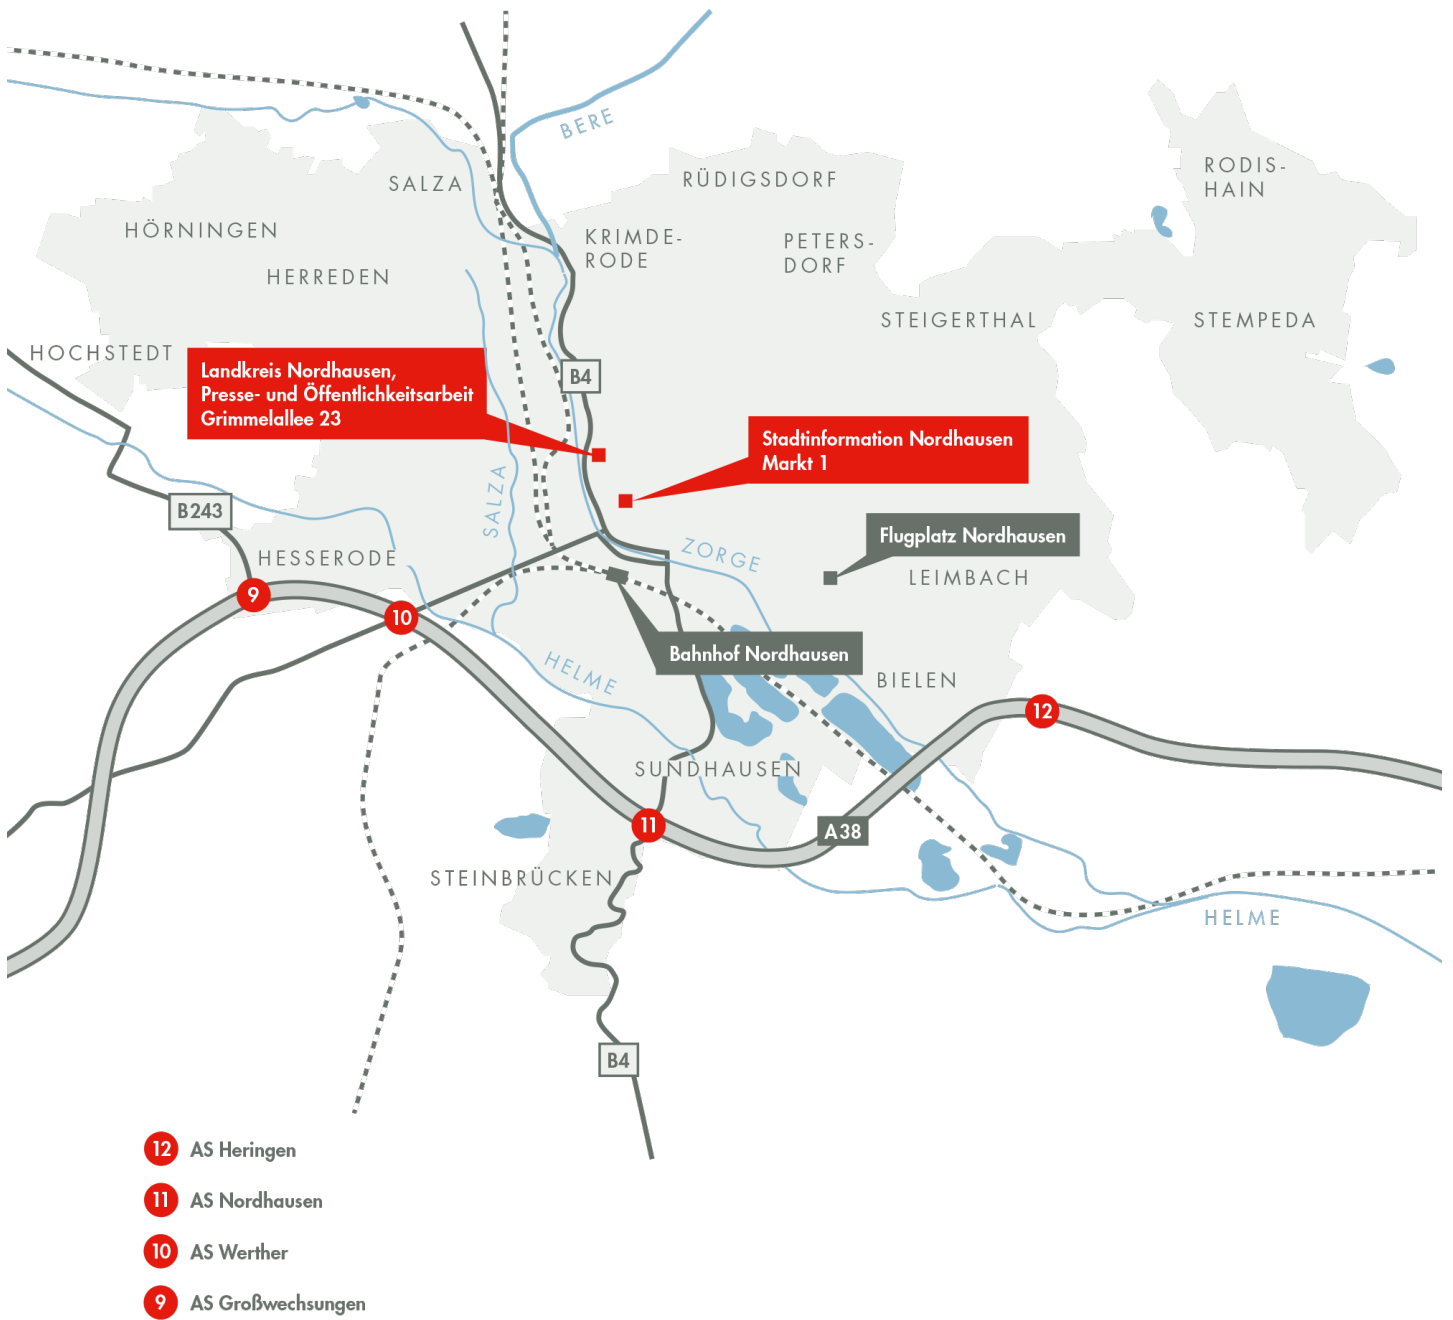 BERE
RODIS-
HAIN
SALZA
RÜDIGSDORF
HÖRNINGEN
KRIMDE-
RODE
PETERS-
DORF
HERREDEN
STEIGERTHAL
STEMPEDA
HOCHSTEDT
Landkreis Nordhausen,
Presse- und Öffentlichkeitsarbeit
Grimmelallee 23
B4
Stadtinformation Nordhausen
Markt 1
SALZA
B243
Flugplatz Nordhausen
HESSERODE
ZORGE
LEIMBACH
9
10
Bahnhof Nordhausen
HELME
BIELEN
12
SUNDHAUSEN
11
A38
STEINBRÜCKEN
HELME
B4
12 AS Heringen
11 AS Nordhausen
10 AS Werther
9 AS Großwechsungen